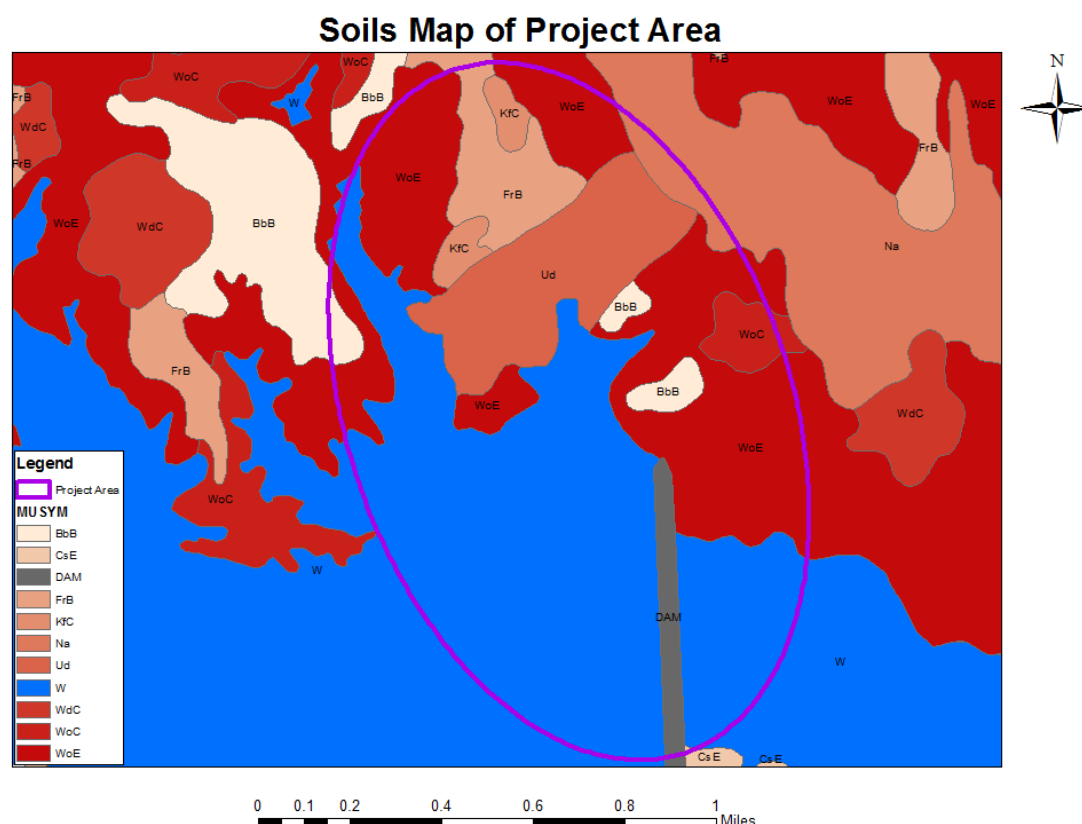 Soils Map of Project Area
N
WoC
WoC
FrB
W
BbB
KfC
WoE
WoE
WoE
FrB
WdC
FrB
FrB
WoE
FrB
WoE
WdC
BbB
KfC
Na
Ud
BbB
WoC
FrB
BbB
WoE
WdC
WoE
WoC
W
DAM
W
CsE
CsE
Legend
Project Area
MUSYM
BbB
CsE
DAM
FrB
KfC
Na
Ud
W
WdC
WoC
WoE
0 0.1 0.2 0.4 0.6 0.8 1
Miles